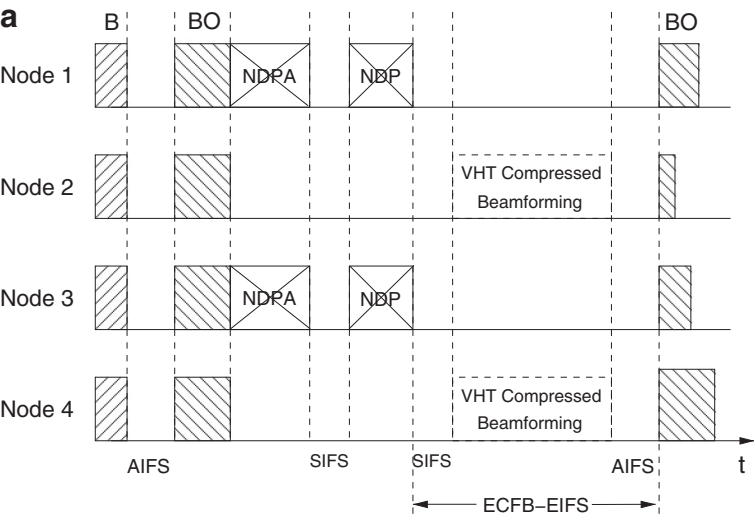 a
B BO BO
Node 1 NDPA NDP
Node 2 VHT Compressed
Beamforming
Node 3 NDPA NDP
Node 4 VHT Compressed
Beamforming
AIFS SIFS SIFS AIFS t
ECFB–EIFS